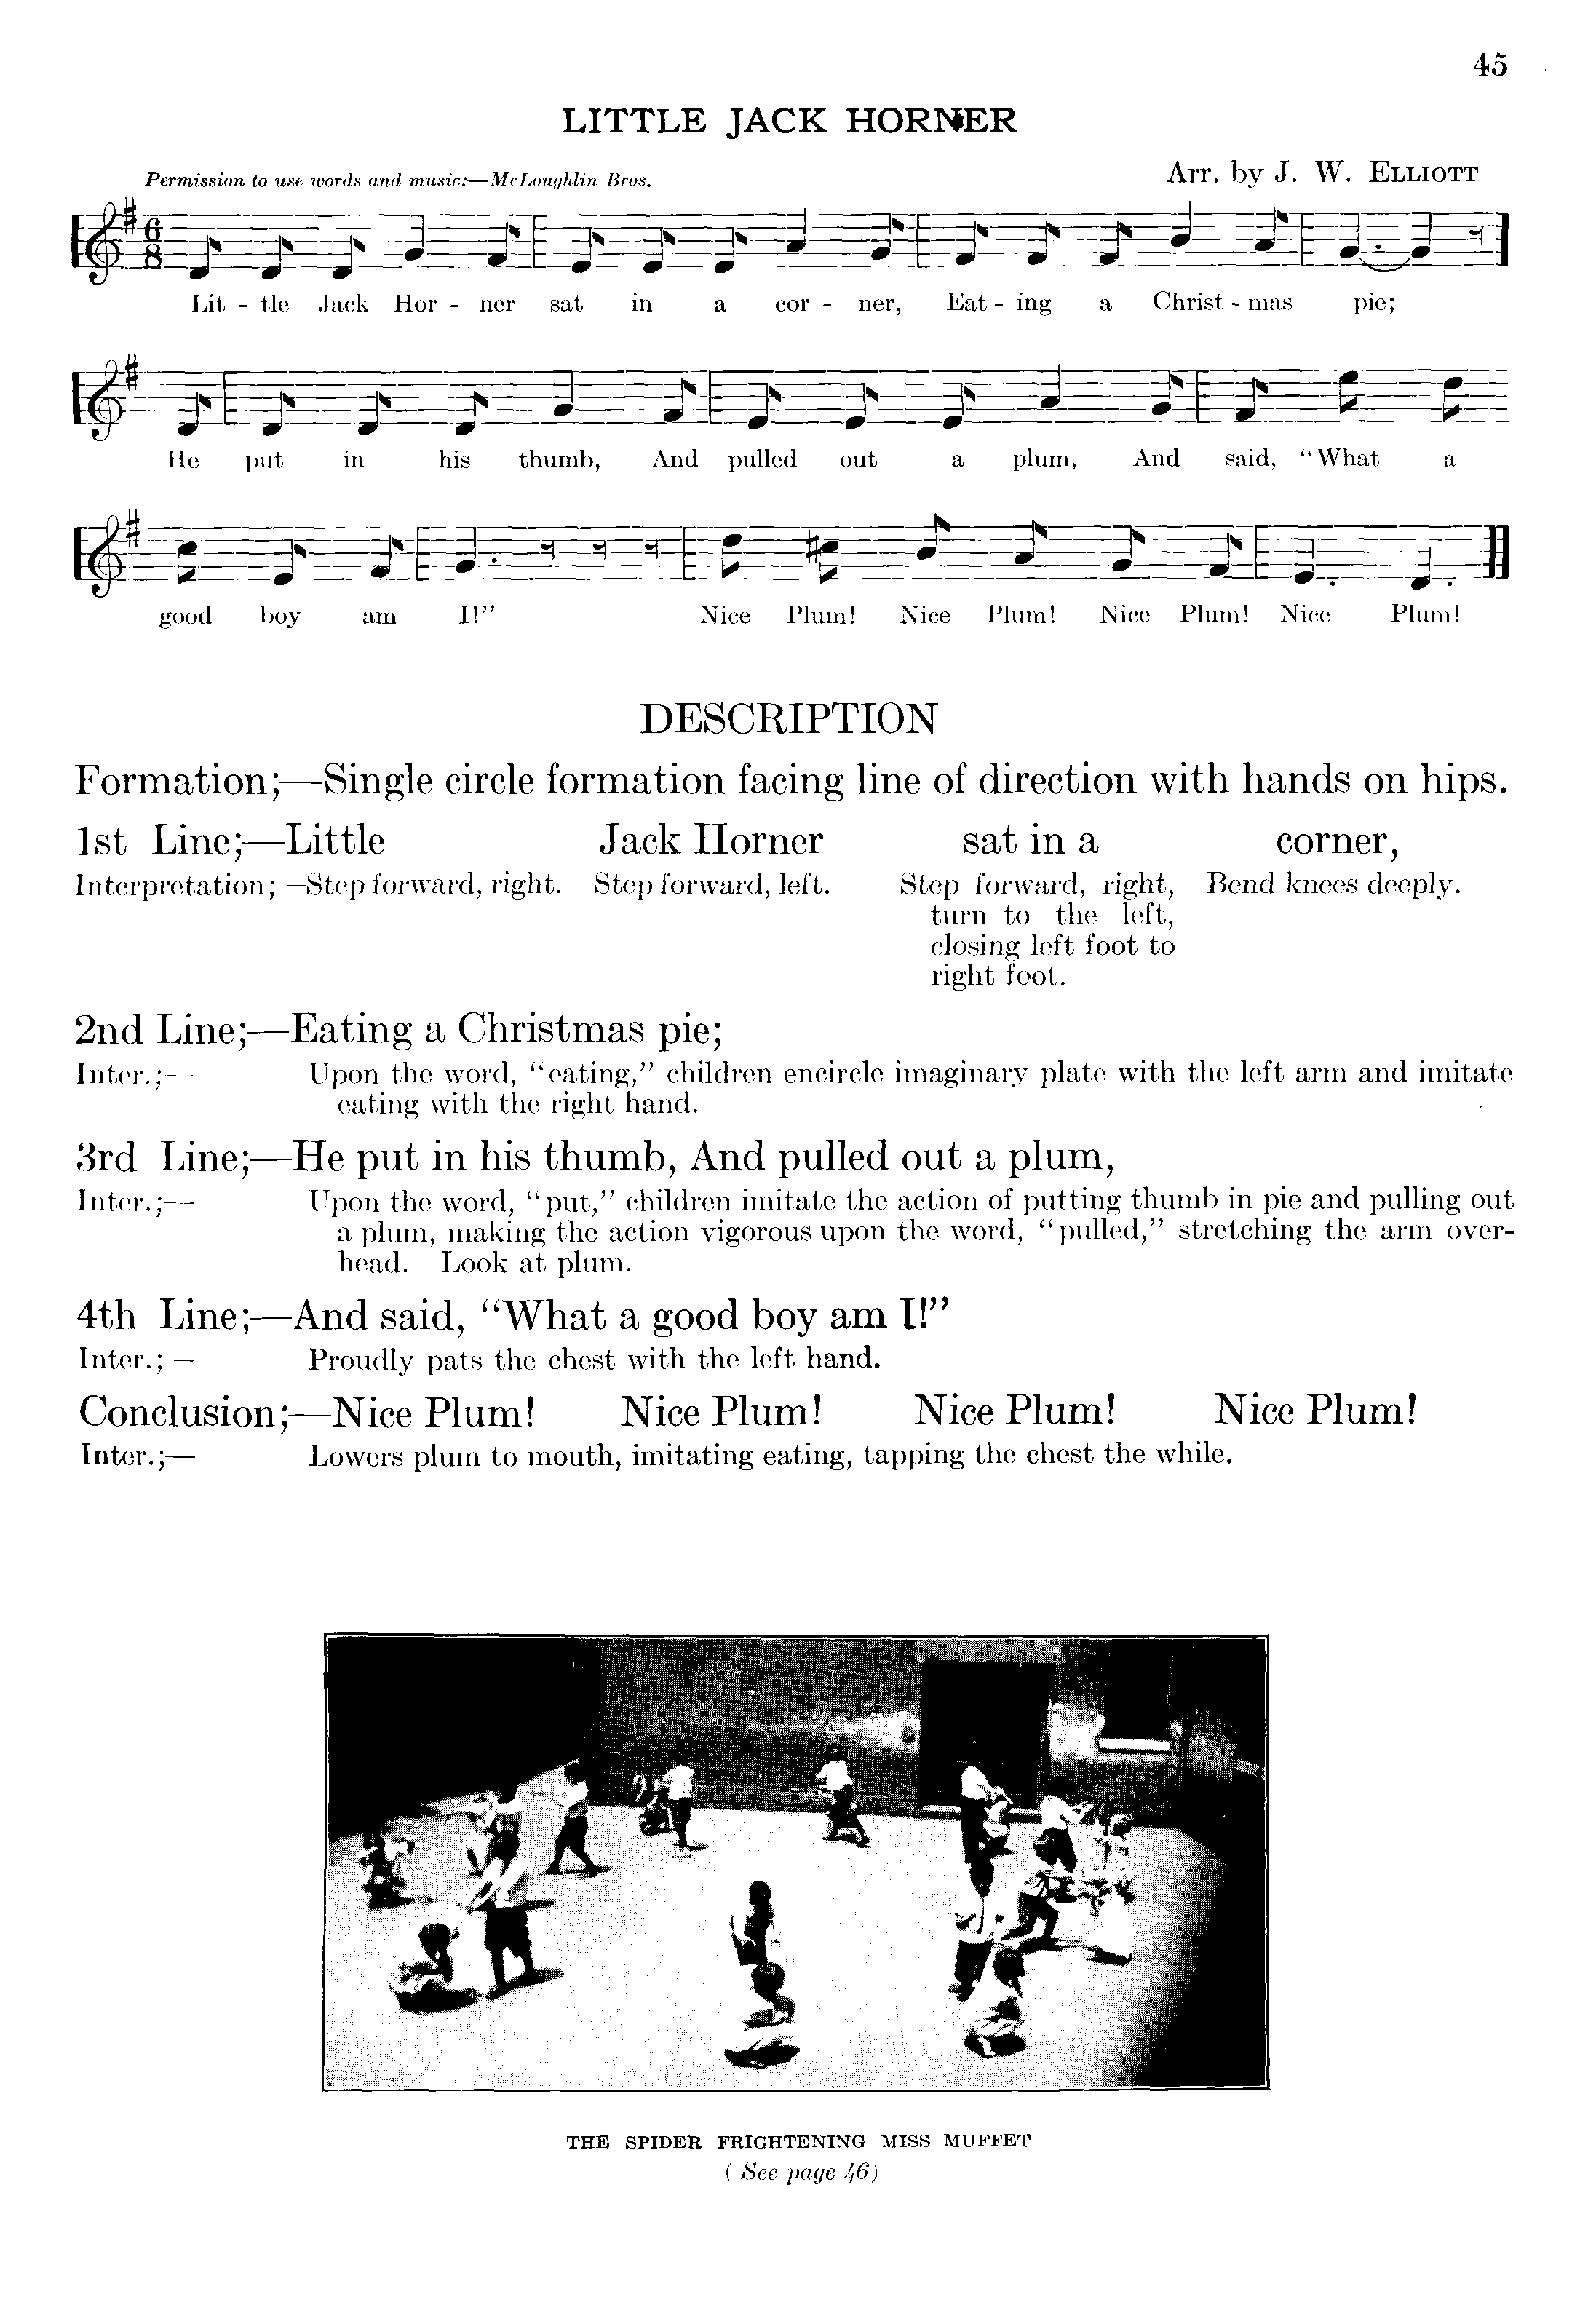 45
LITTLE JACK HORNER
Permission to use words and music:—McLoughlin Bros.
Arr. by J. W. ELLIOTT
6
8
Lit - tle Jack Hor - ner sat in a cor - ner, Eat - ing a Christ - mas pie;
He put in his thumb, And pulled out a plum, And said, “What a
good boy am I!” Nice Plum! Nice Plum! Nice Plum! Nice Plum!
DESCRIPTION
Formation;—Single circle formation facing line of direction with hands on hips.
1st Line;—Little Jack Horner sat in a corner,
Interpretation;—Step forward, right. Step forward, left. Step forward, right, Bend knees deeply.
turn to the left,
closing left foot to
right foot.
2nd Line;—Eating a Christmas pie;
Inter.;— Upon the word, “eating,” children encircle imaginary plate with the left arm and imitate
eating with the right hand.
3rd Line;—He put in his thumb, And pulled out a plum,
Inter.;— Upon the word, “put,” children imitate the action of putting thumb in pie and pulling out
a plum, making the action vigorous upon the word, “pulled,” stretching the arm over-
head. Look at plum.
4th Line;—And said, “What a good boy am I!”
Inter.;— Proudly pats the chest with the left hand.
Conclusion;—Nice Plum! Nice Plum! Nice Plum! Nice Plum!
Inter.;— Lowers plum to mouth, imitating eating, tapping the chest the while.
THE SPIDER FRIGHTENING MISS MUFFET
(See page 46)